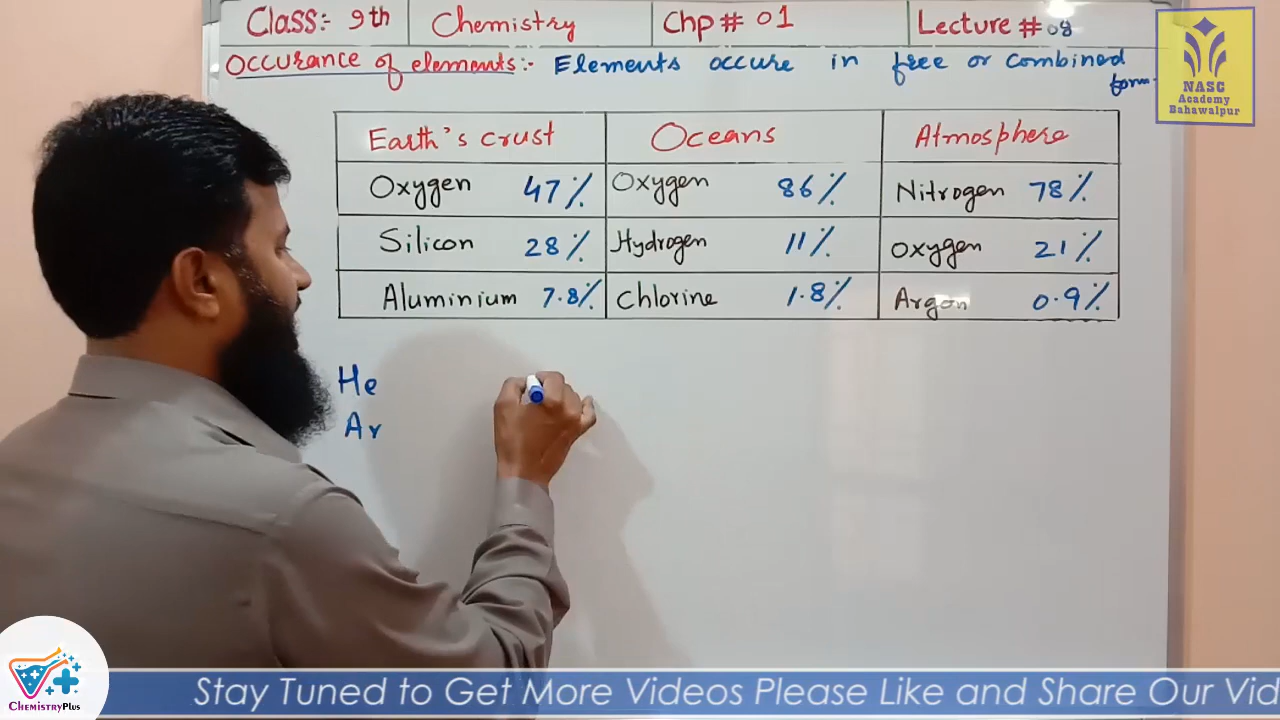 Class:- 9th Chemistry Chp # 01 Lecture # 08
Occurance of elements:- Elements occure in free or combined
form.
Earth's crust Oceans Atmosphere
Oxygen 47% Oxygen 86% Nitrogen 78%
Silicon 28% Hydrogen 11% Oxygen 21%
Aluminium 7.8% Chlorine 1.8% Argon 0.9%
He
Ar
NASC
Academy
Bahawalpur
ChemistryPlus
Stay Tuned to Get More Videos Please Like and Share Our Vid